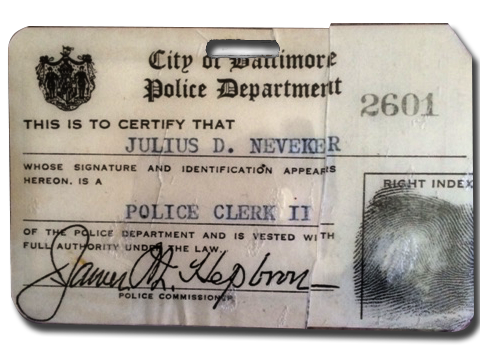 City of Baltimore
Police Department
2601
THIS IS TO CERTIFY THAT
JULIUS D. NEVEKER
WHOSE SIGNATURE AND IDENTIFICATION APPEARS
HEREON. IS A
RIGHT INDEX
POLICE CLERK II
OF THE POLICE DEPARTMENT AND IS VESTED WITH
FULL AUTHORITY UNDER THE LAW.
James M. Hepbron
POLICE COMMISSIONER